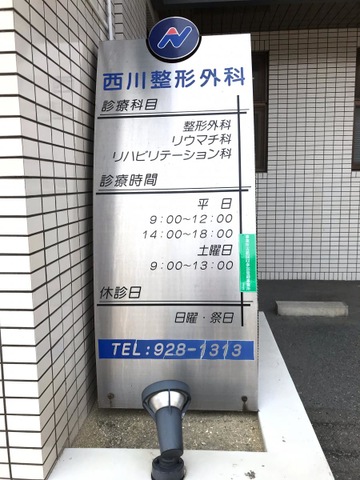 西川整形外科
診療科目
整形外科
リウマチ科
リハビリテーション科
診療時間
平 日
9:00~12:00
14:00~18:00
土曜日
9:00~13:00
休診日
日曜・祭日
TEL:928-1313